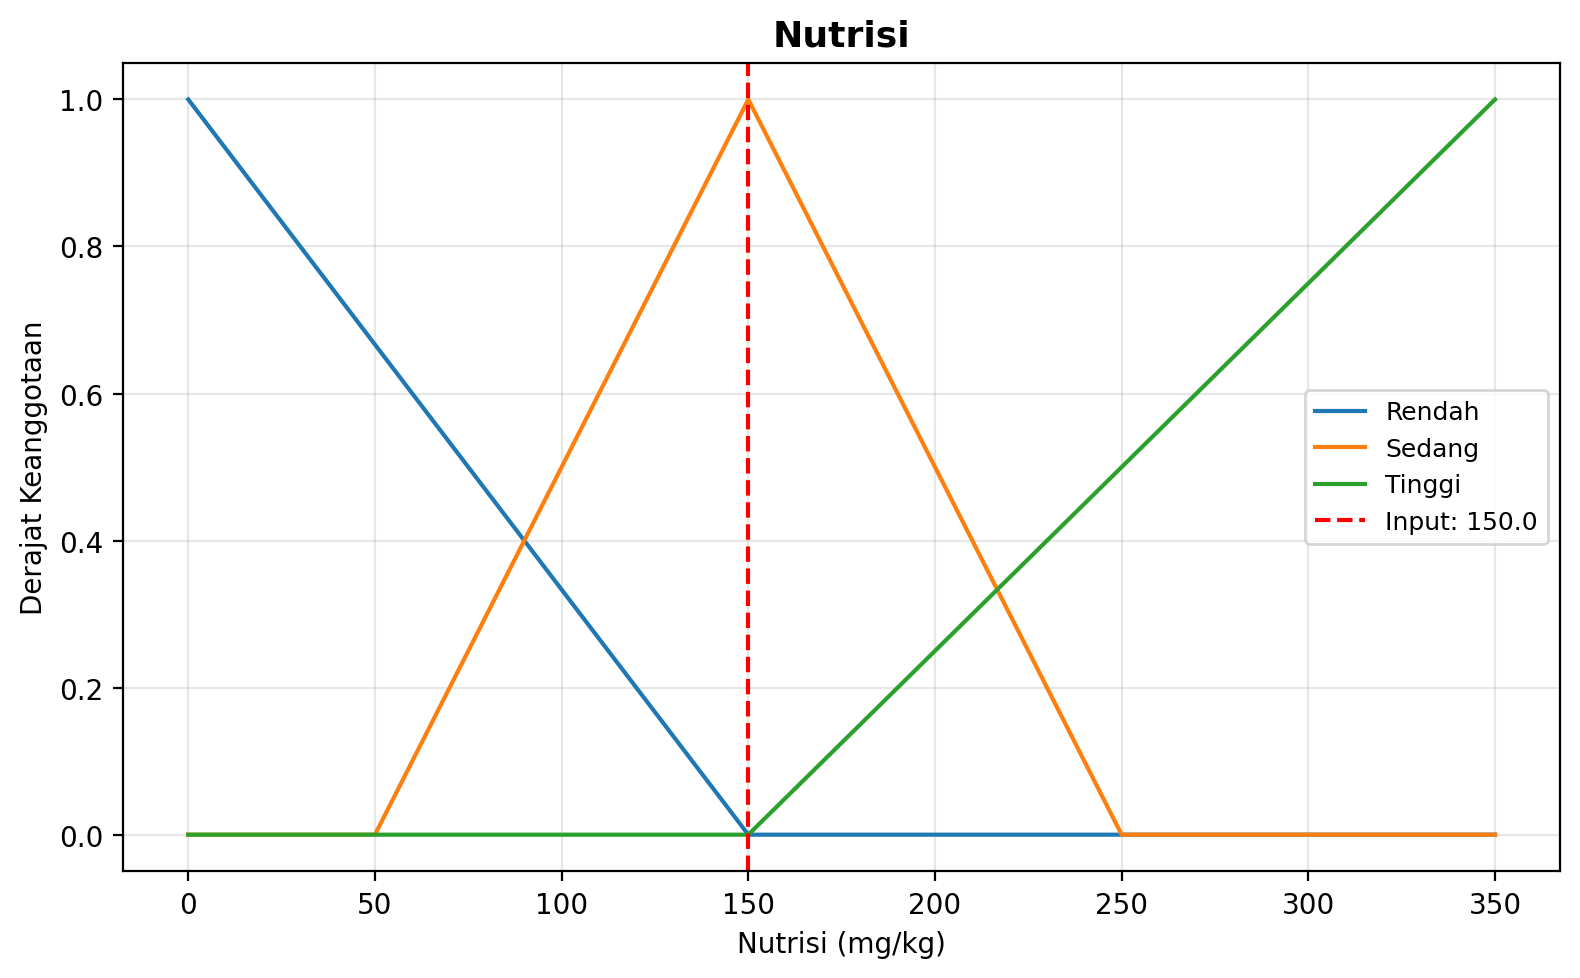 Nutrisi
Derajat Keanggotaan
1.0
0.8
0.6
0.4
0.2
0.0
Rendah
Sedang
Tinggi
Input: 150.0
0 50 100 150 200 250 300 350
Nutrisi (mg/kg)